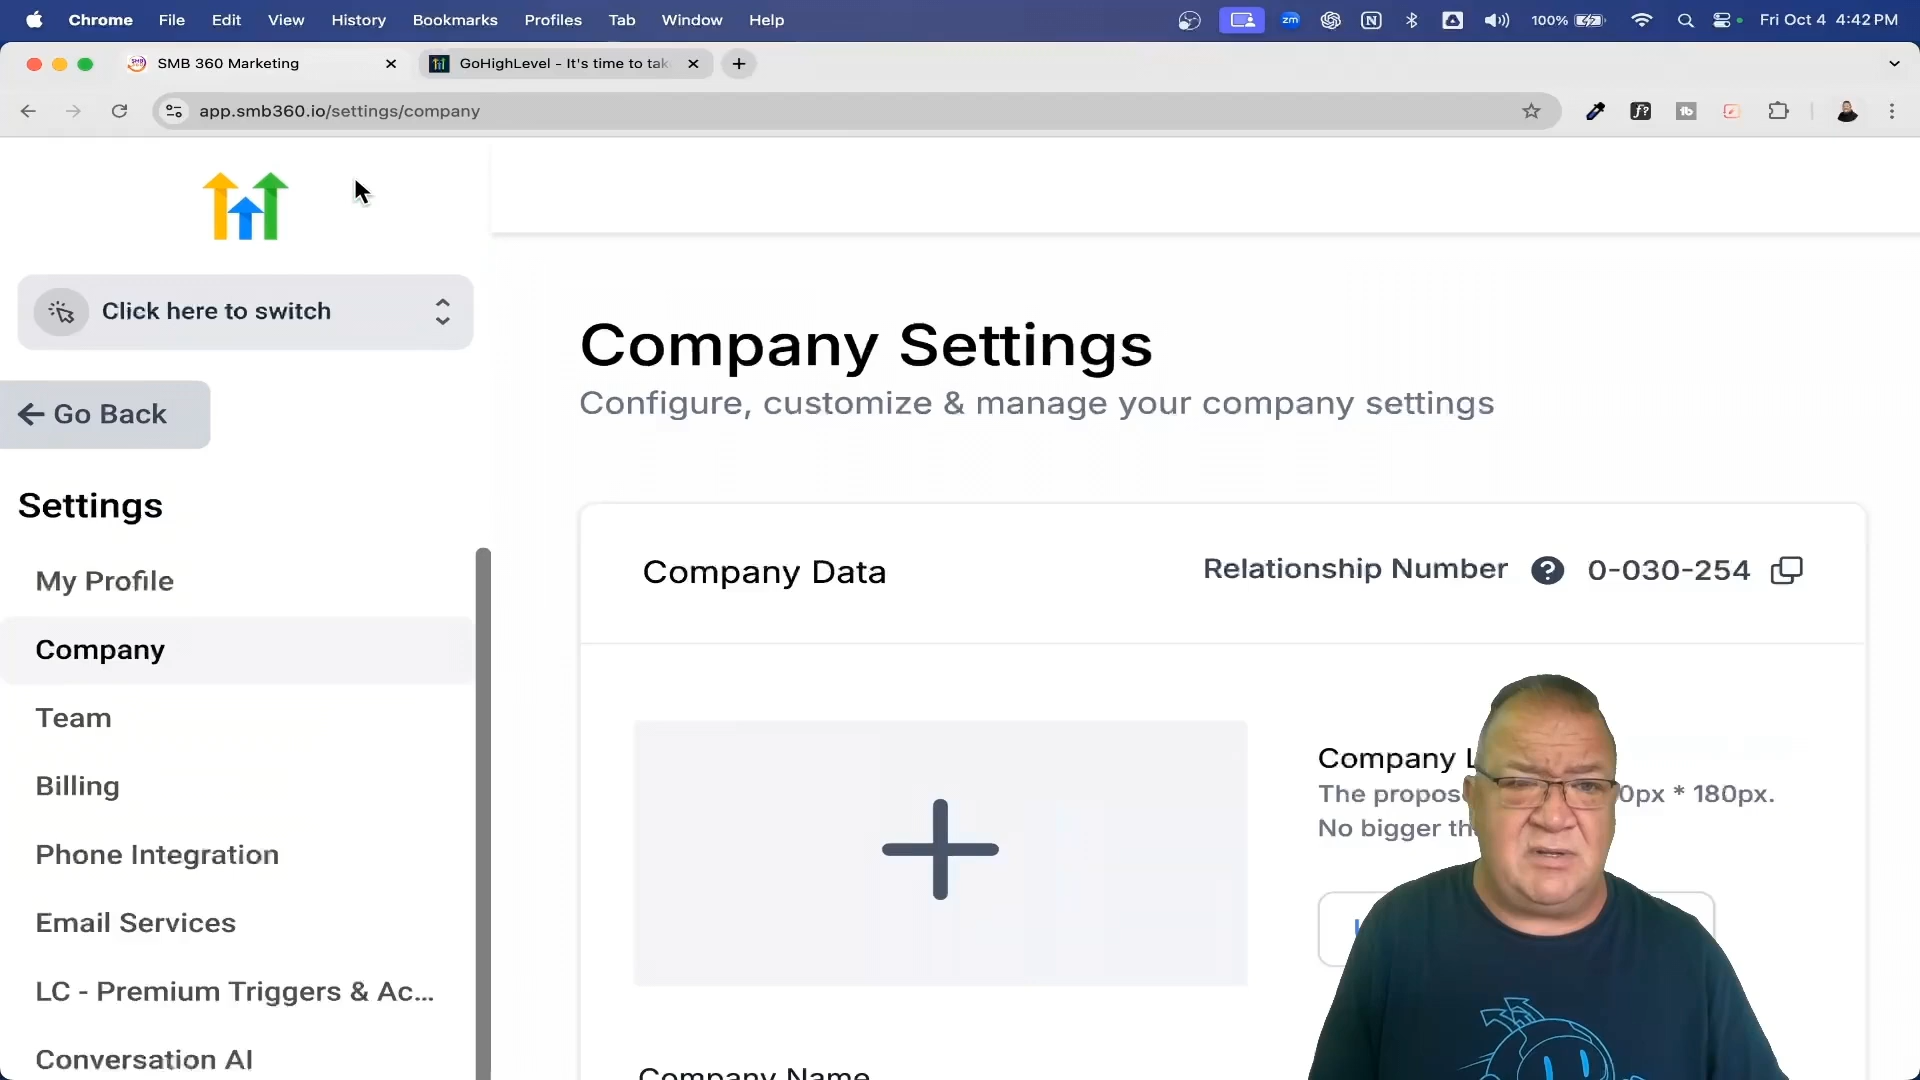 Chrome File Edit View History Bookmarks Profiles Tab Window Help zm 100% Fri Oct 4 4:42 PM
SMB 360 Marketing GoHighLevel - It's time to tak
app.smb360.io/settings/company
Click here to switch
Go Back
Settings
My Profile
Company
Team
Billing
Phone Integration
Email Services
LC - Premium Triggers & Ac...
Conversation AI
Company Settings
Configure, customize & manage your company settings
Company Data
Relationship Number ? 0-030-254
Company
The 0px * 180px.
No bigger
Company Name